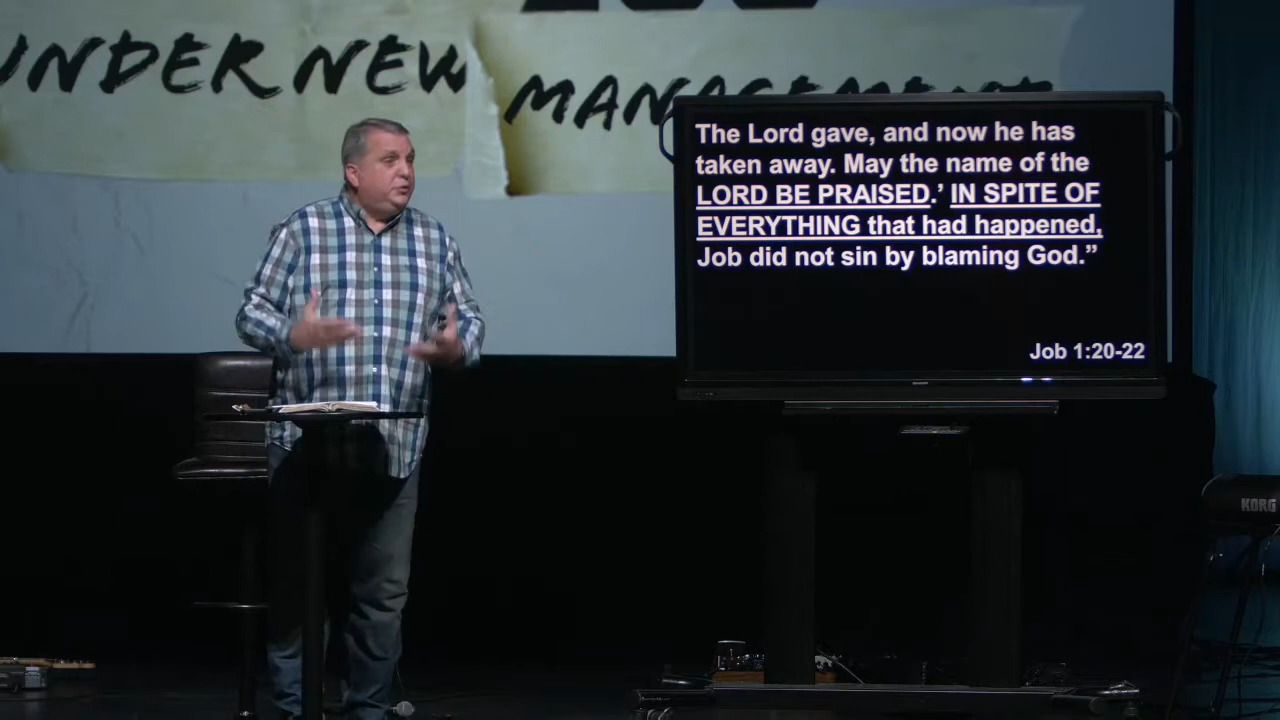 UNDER NEW
MANAGEMENT
The Lord gave, and now he has
taken away. May the name of the
LORD BE PRAISED.’ IN SPITE OF
EVERYTHING that had happened,
Job did not sin by blaming God.”
Job 1:20-22
KORG